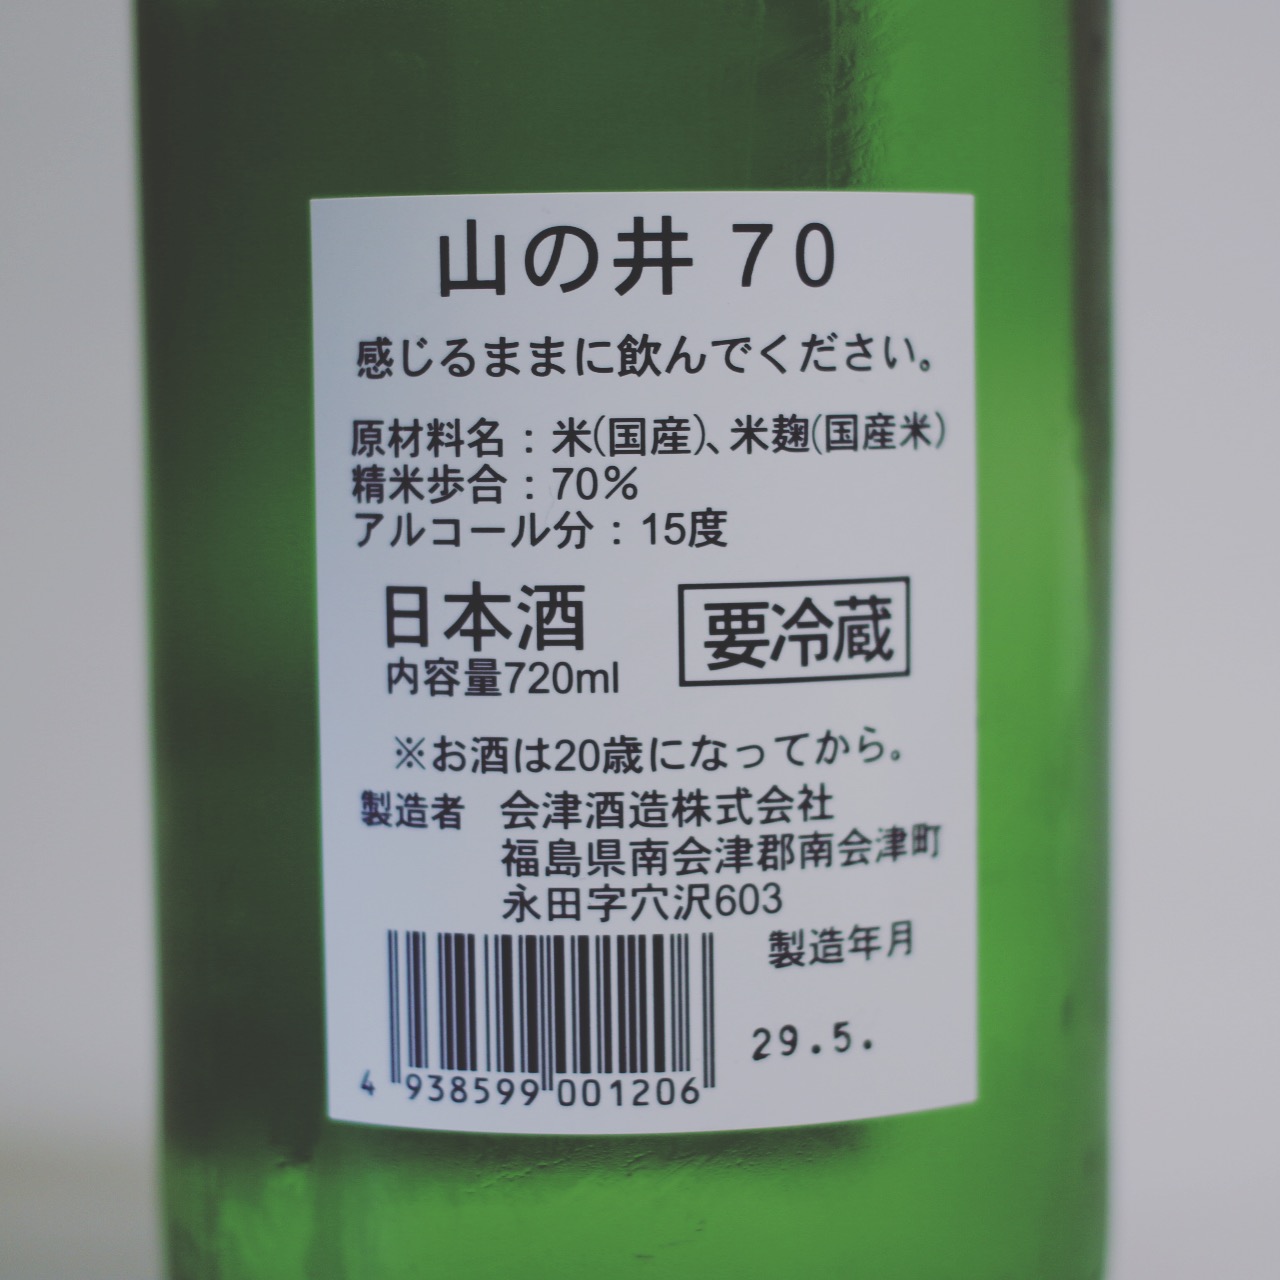 山の井 70
感じるままに飲んでください。
原材料名：米(国産)、米麹(国産米)
精米歩合：70%
アルコール分：15度
日本酒
要冷蔵
内容量720ml
※お酒は20歳になってから。
製造者 会津酒造株式会社
福島県南会津郡南会津町
永田字穴沢603
製造年月
29.5.
4 938599 001206